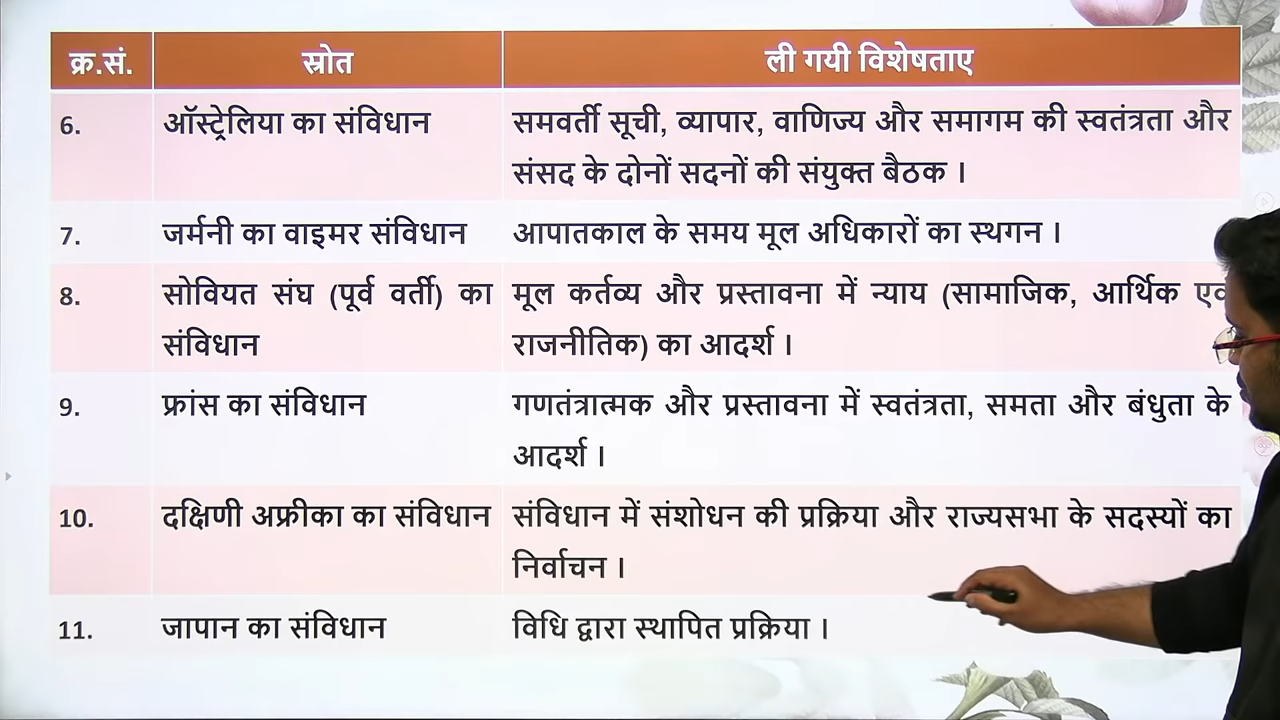 क्र.सं. स्रोत ली गयी विशेषताए
6. ऑस्ट्रेलिया का संविधान समवर्ती सूची, व्यापार, वाणिज्य और समागम की स्वतंत्रता और
संसद के दोनों सदनों की संयुक्त बैठक ।
7. जर्मनी का वाइमर संविधान आपातकाल के समय मूल अधिकारों का स्थगन ।
8. सोवियत संघ (पूर्व वर्ती) का मूल कर्तव्य और प्रस्तावना में न्याय (सामाजिक, आर्थिक एवं
संविधान राजनीतिक) का आदर्श ।
9. फ्रांस का संविधान गणतंत्रात्मक और प्रस्तावना में स्वतंत्रता, समता और बंधुता के
आदर्श ।
10. दक्षिणी अफ्रीका का संविधान संविधान में संशोधन की प्रक्रिया और राज्यसभा के सदस्यों का
निर्वाचन ।
11. जापान का संविधान विधि द्वारा स्थापित प्रक्रिया ।